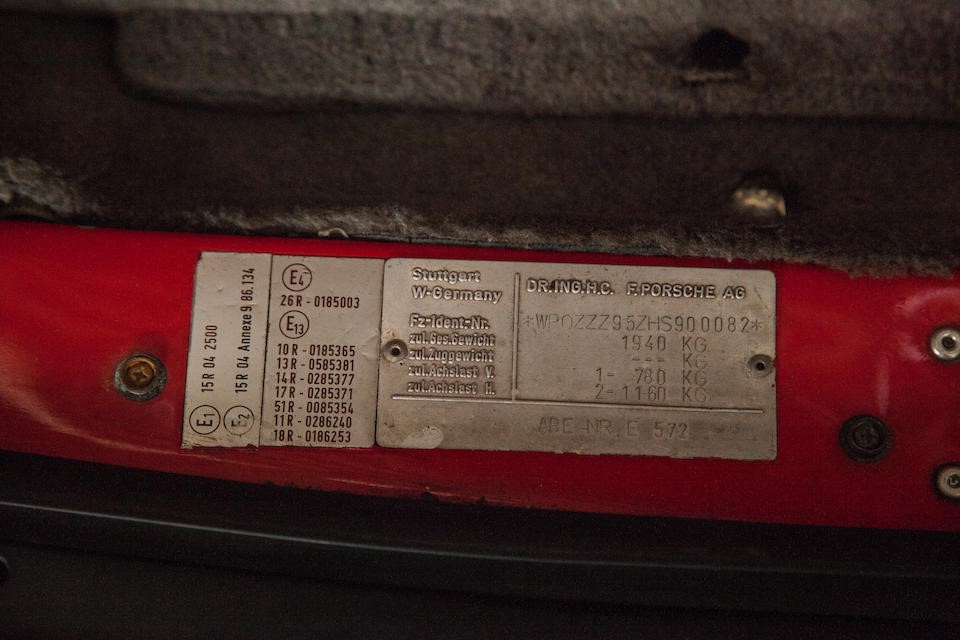 15R 04 2500
15R 04 Annexe 9.86.134
E1
E2
E4
26R - 0185003
E13
10R - 0185365
13R - 0585381
14R - 0285377
17R - 0285371
51R - 0085354
11R - 0286240
18R - 0186253
Stuttgart
W-Germany
DR.ING.H.C. F.PORSCHE AG
Fz-Ident-Nr.
*WP0ZZZ95ZHS900082*
zul.Ges.Gewicht
1940 KG
zul.Zuggewicht
--- KG
zul.Achslast V.
1- 780 KG
zul.Achslast H.
2- 1160 KG
ABE-NR. E 572